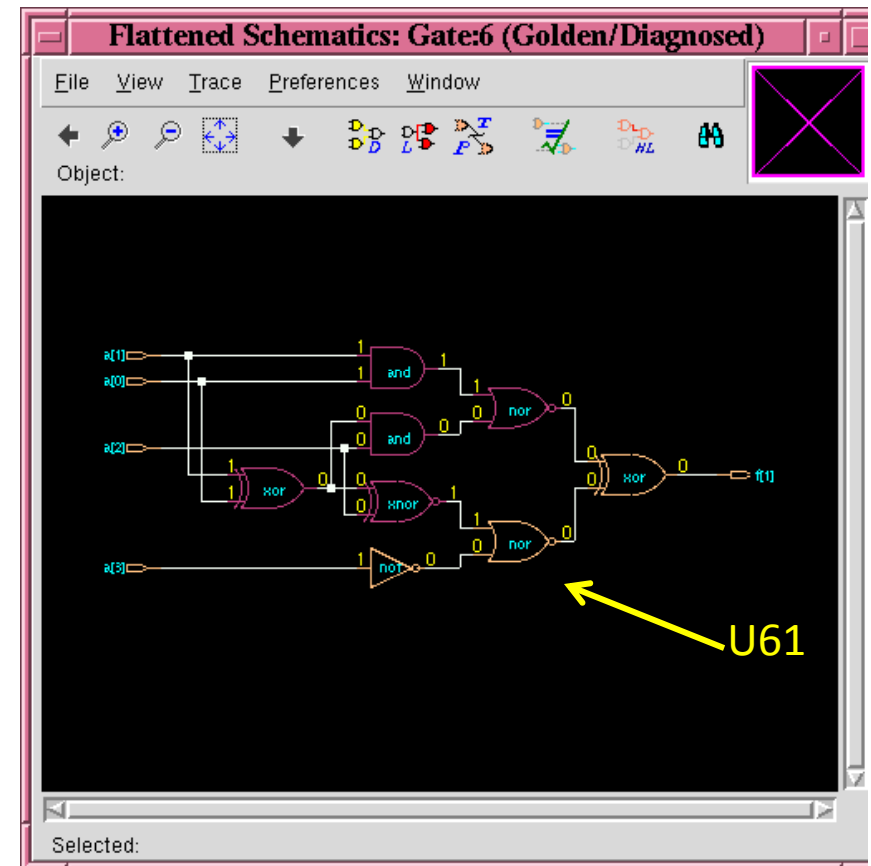 Flattened Schematics: Gate:6 (Golden/Diagnosed)
File View Trace Preferences Window
D L T P HL
Object:
a[1] 1 and 1
a[0] 1 1 nor 0
0 and 0 0
a[2] 0 0 xor 0 f[1]
1 xor 0 0 xnor 1 0
1 0 1 nor 0
a[3] 1 not 0 0
U61
Selected: